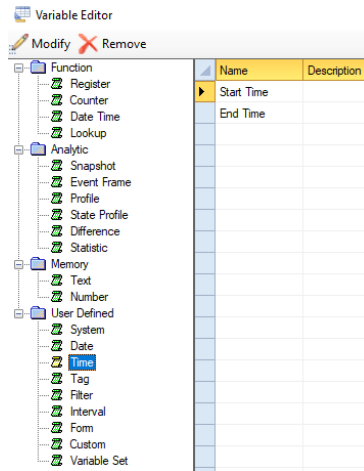 Variable Editor
Modify Remove
Function
Register
Counter
Date Time
Lookup
Analytic
Snapshot
Event Frame
Profile
State Profile
Difference
Statistic
Memory
Text
Number
User Defined
System
Date
Time
Tag
Filter
Interval
Form
Custom
Variable Set
Name Description
Start Time
End Time